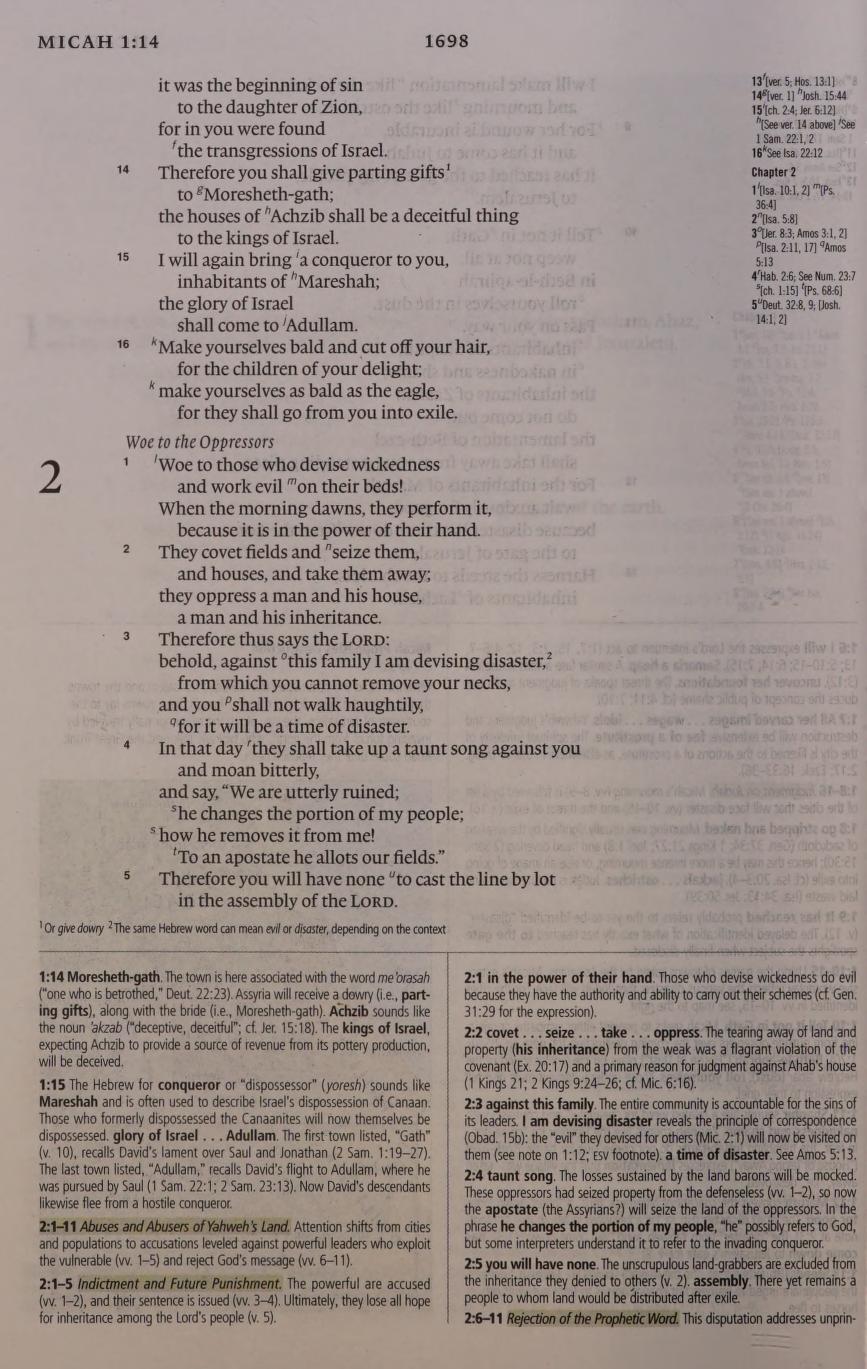 MICAH 1:14
1698
it was the beginning of sin
to the daughter of Zion,
for in you were found
ᶠthe transgressions of Israel.
14 Therefore you shall give parting gifts¹
to ᵍMoresheth-gath;
the houses of ʰAchzib shall be a deceitful thing
to the kings of Israel.
15 I will again bring ⁱa conqueror to you,
inhabitants of ʰMareshah;
the glory of Israel
shall come to ʲAdullam.
16 ᵏMake yourselves bald and cut off your hair,
for the children of your delight;
ᵏmake yourselves as bald as the eagle,
for they shall go from you into exile.
Woe to the Oppressors
2
1 ˡWoe to those who devise wickedness
and work evil ᵐon their beds!
When the morning dawns, they perform it,
because it is in the power of their hand.
2 They covet fields and ⁿseize them,
and houses, and take them away;
they oppress a man and his house,
a man and his inheritance.
3 Therefore thus says the LORD:
behold, against ᵒthis family I am devising disaster,²
from which you cannot remove your necks,
and you ᵖshall not walk haughtily,
qfor it will be a time of disaster.
4 In that day ʳthey shall take up a taunt song against you
and moan bitterly,
and say, “We are utterly ruined;
ˢhe changes the portion of my people;
ˢhow he removes it from me!
ᵗTo an apostate he allots our fields.”
5 Therefore you will have none ᵘto cast the line by lot
in the assembly of the LORD.
¹Or give dowry ²The same Hebrew word can mean evil or disaster, depending on the context
13ᶠ[ver. 5; Hos. 13:1]
14ᵍ[ver. 1] ʰJosh. 15:44
15ⁱ[ch. 2:4; Jer. 6:12]
ʰ[See ver. 14 above] ʲSee
1 Sam. 22:1, 2
16ᵏSee Isa. 22:12
Chapter 2
1ˡ[Isa. 10:1, 2] ᵐ[Ps.
36:4]
2ⁿ[Isa. 5:8]
3ᵒ[Jer. 8:3; Amos 3:1, 2]
ᵖ[Isa. 2:11, 17] qAmos
5:13
4ʳHab. 2:6; See Num. 23:7
ˢ[ch. 1:15] ᵗ[Ps. 68:6]
5ᵘDeut. 32:8, 9; [Josh.
14:1, 2]
1:14 Moresheth-gath. The town is here associated with the word me'orasah
(“one who is betrothed,” Deut. 22:23). Assyria will receive a dowry (i.e., part-
ing gifts), along with the bride (i.e., Moresheth-gath). Achzib sounds like
the noun 'akzab (“deceptive, deceitful”; cf. Jer. 15:18). The kings of Israel,
expecting Achzib to provide a source of revenue from its pottery production,
will be deceived.
1:15 The Hebrew for conqueror or “dispossessor” (yoresh) sounds like
Mareshah and is often used to describe Israel's dispossession of Canaan.
Those who formerly dispossessed the Canaanites will now themselves be
dispossessed. glory of Israel . . . Adullam. The first town listed, “Gath”
(v. 10), recalls David's lament over Saul and Jonathan (2 Sam. 1:19–27).
The last town listed, “Adullam,” recalls David's flight to Adullam, where he
was pursued by Saul (1 Sam. 22:1; 2 Sam. 23:13). Now David's descendants
likewise flee from a hostile conqueror.
2:1–11 Abuses and Abusers of Yahweh's Land. Attention shifts from cities
and populations to accusations leveled against powerful leaders who exploit
the vulnerable (vv. 1–5) and reject God's message (vv. 6–11).
2:1–5 Indictment and Future Punishment. The powerful are accused
(vv. 1–2), and their sentence is issued (vv. 3–4). Ultimately, they lose all hope
for inheritance among the Lord's people (v. 5).
2:1 in the power of their hand. Those who devise wickedness do evil
because they have the authority and ability to carry out their schemes (cf. Gen.
31:29 for the expression).
2:2 covet . . . seize . . . take . . . oppress. The tearing away of land and
property (his inheritance) from the weak was a flagrant violation of the
covenant (Ex. 20:17) and a primary reason for judgment against Ahab's house
(1 Kings 21; 2 Kings 9:24–26; cf. Mic. 6:16).
2:3 against this family. The entire community is accountable for the sins of
its leaders. I am devising disaster reveals the principle of correspondence
(Obad. 15b): the “evil” they devised for others (Mic. 2:1) will now be visited on
them (see note on 1:12; ESV footnote). a time of disaster. See Amos 5:13.
2:4 taunt song. The losses sustained by the land barons will be mocked.
These oppressors had seized property from the defenseless (vv. 1–2), so now
the apostate (the Assyrians?) will seize the land of the oppressors. In the
phrase he changes the portion of my people, “he” possibly refers to God,
but some interpreters understand it to refer to the invading conqueror.
2:5 you will have none. The unscrupulous land-grabbers are excluded from
the inheritance they denied to others (v. 2). assembly. There yet remains a
people to whom land would be distributed after exile.
2:6–11 Rejection of the Prophetic Word. This disputation addresses unprin-